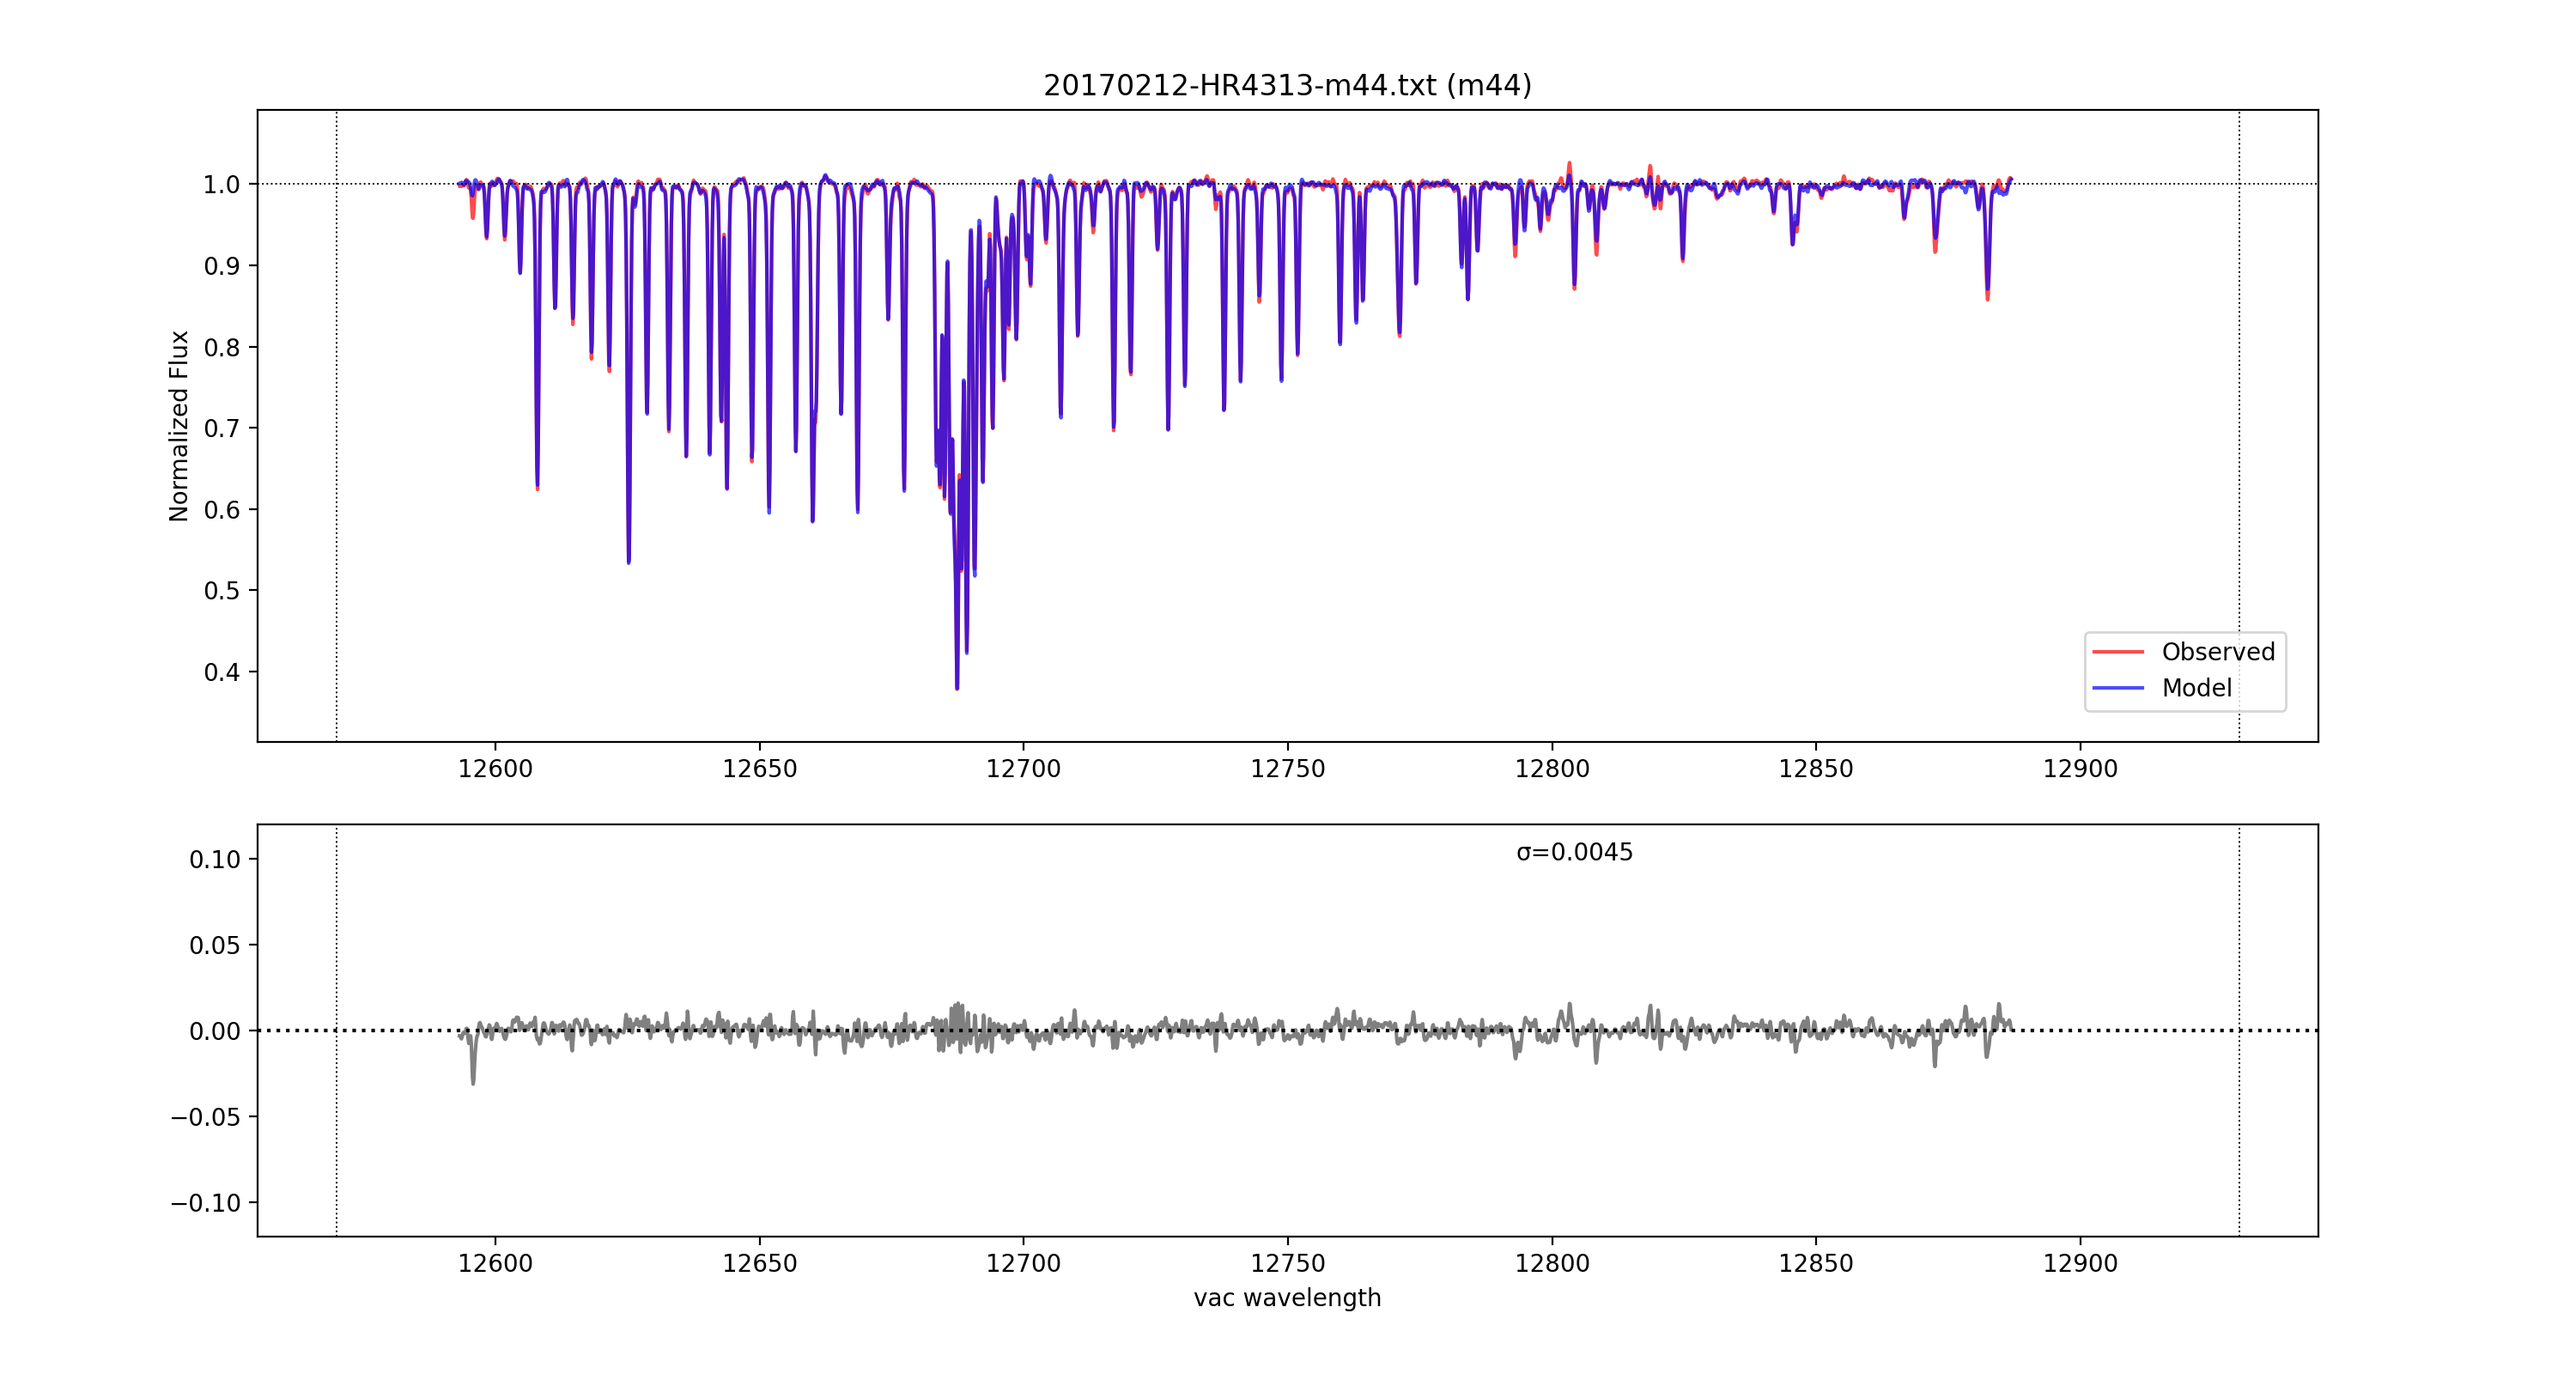 20170212-HR4313-m44.txt (m44)
Normalized Flux
1.0
0.9
0.8
0.7
0.6
0.5
0.4
Observed
Model
12600 12650 12700 12750 12800 12850 12900
σ=0.0045
0.10
0.05
0.00
−0.05
−0.10
12600 12650 12700 12750 12800 12850 12900
vac wavelength